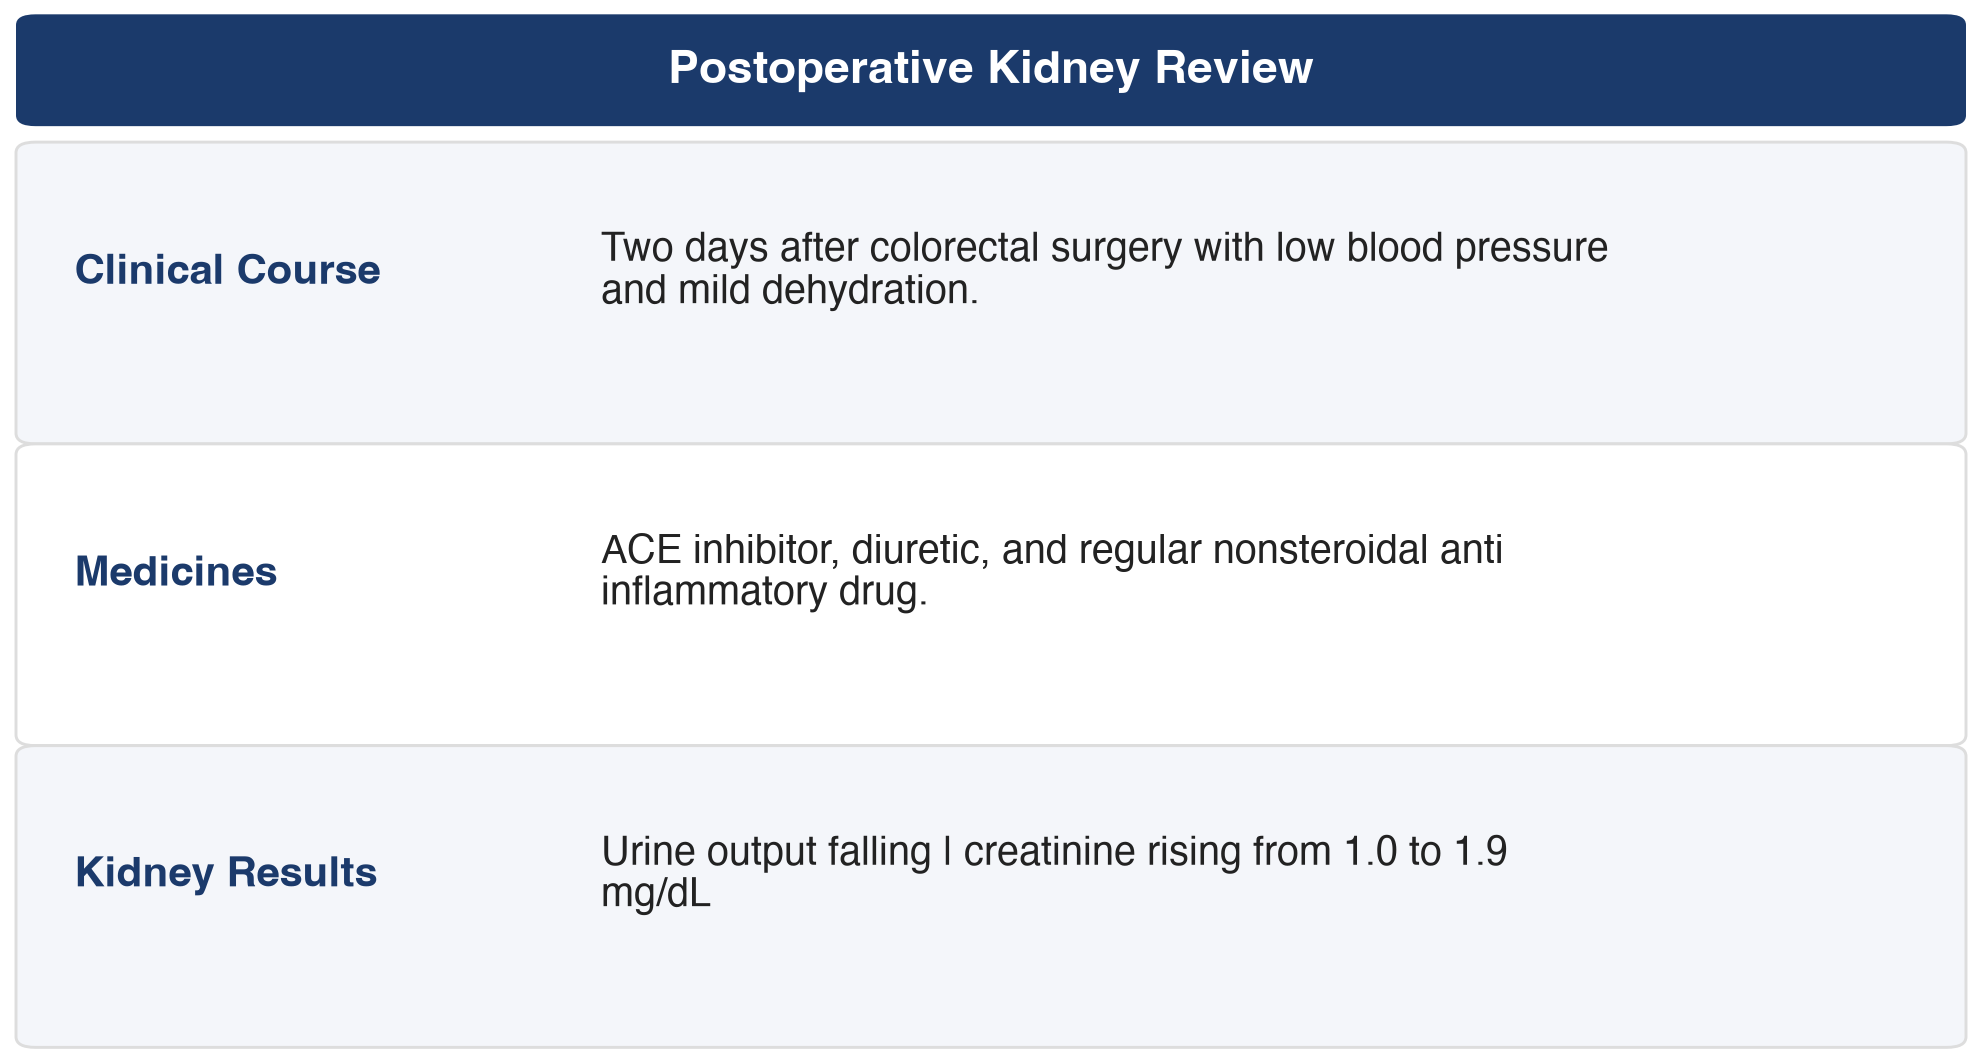 Postoperative Kidney Review
Clinical Course
Two days after colorectal surgery with low blood pressure
and mild dehydration.
Medicines
ACE inhibitor, diuretic, and regular nonsteroidal anti
inflammatory drug.
Kidney Results
Urine output falling | creatinine rising from 1.0 to 1.9
mg/dL